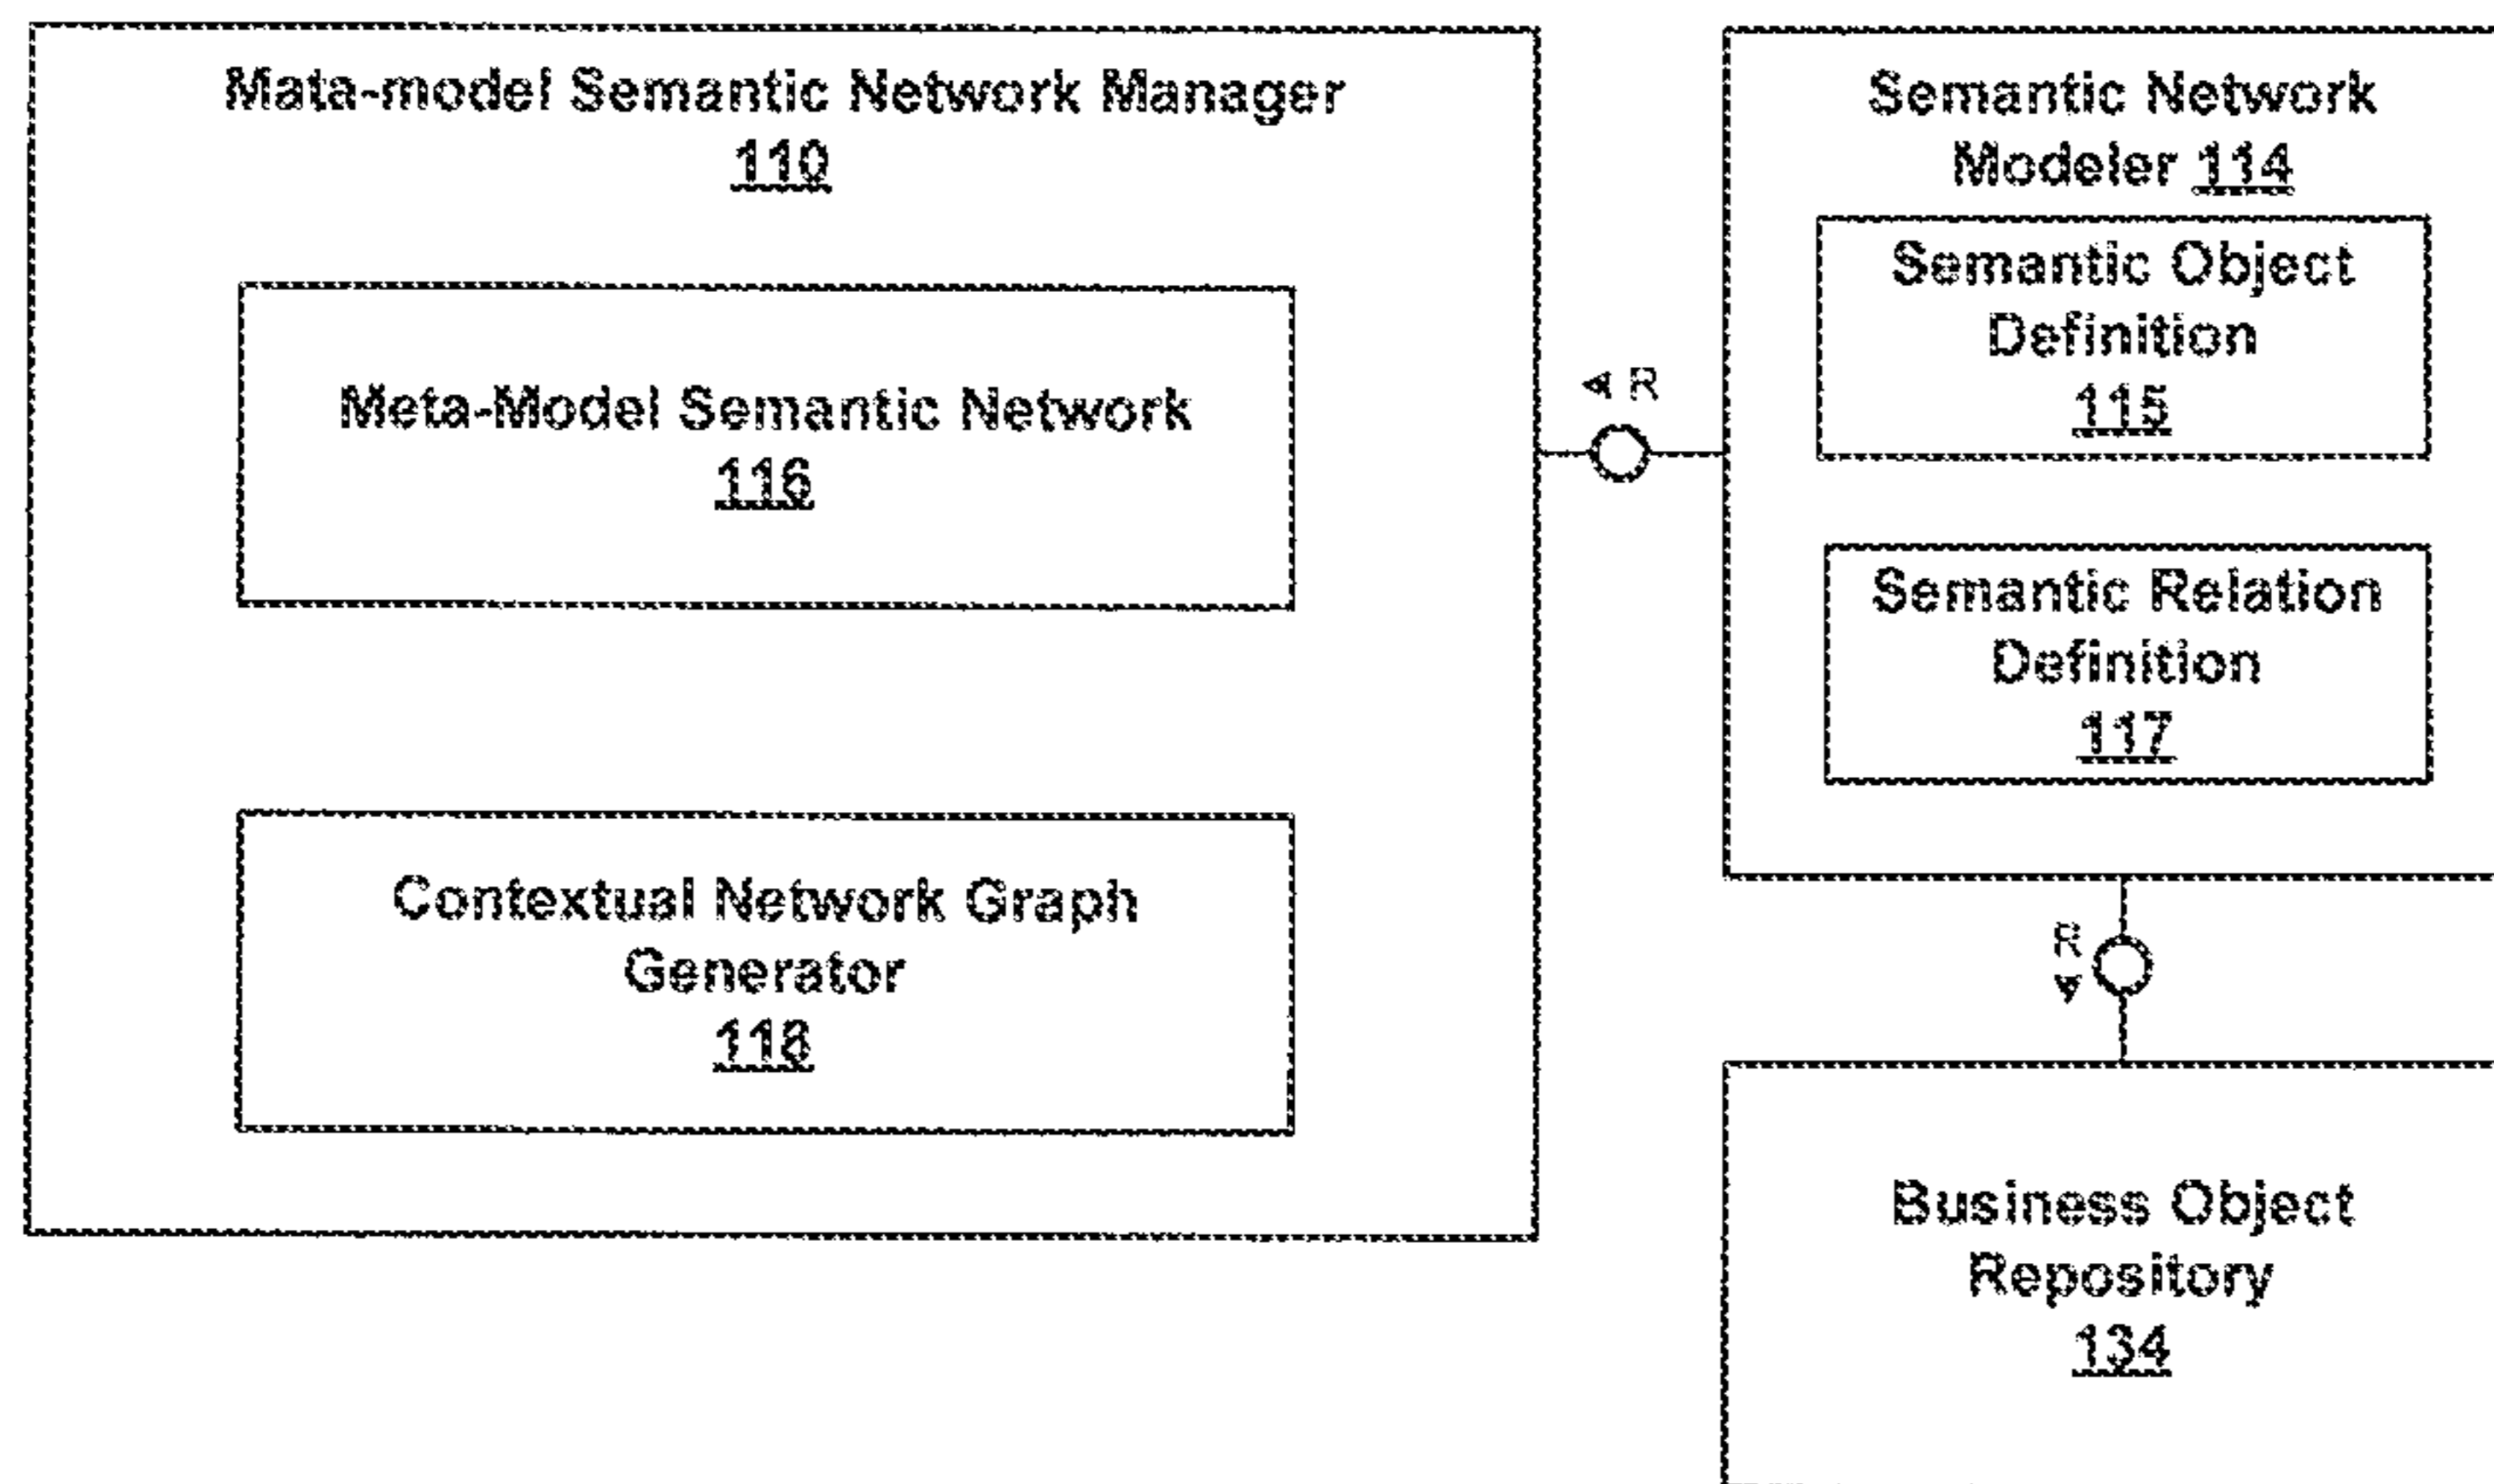 Mata-model Semantic Network Manager
110
Meta-Model Semantic Network
116
Contextual Network Graph
Generator
118
◄ R
Semantic Network
Modeler 114
Semantic Object
Definition
115
Semantic Relation
Definition
117
R
▼
Business Object
Repository
134